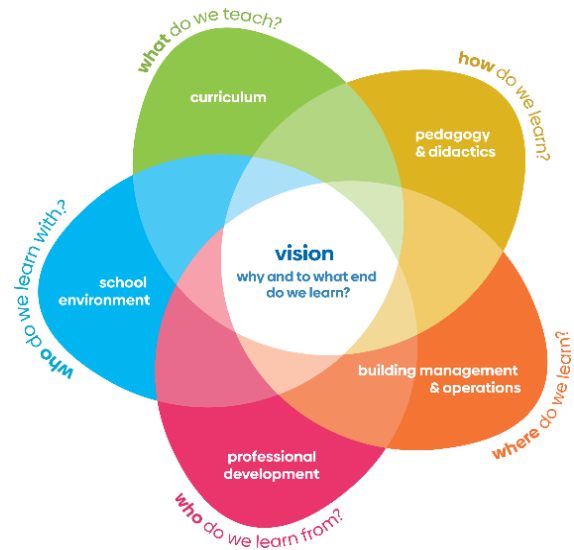 what do we teach?
curriculum
how do we learn?
pedagogy
& didactics
who do we learn with?
school
environment
vision
why and to what end
do we learn?
building management
& operations
where do we learn?
professional
development
who do we learn from?